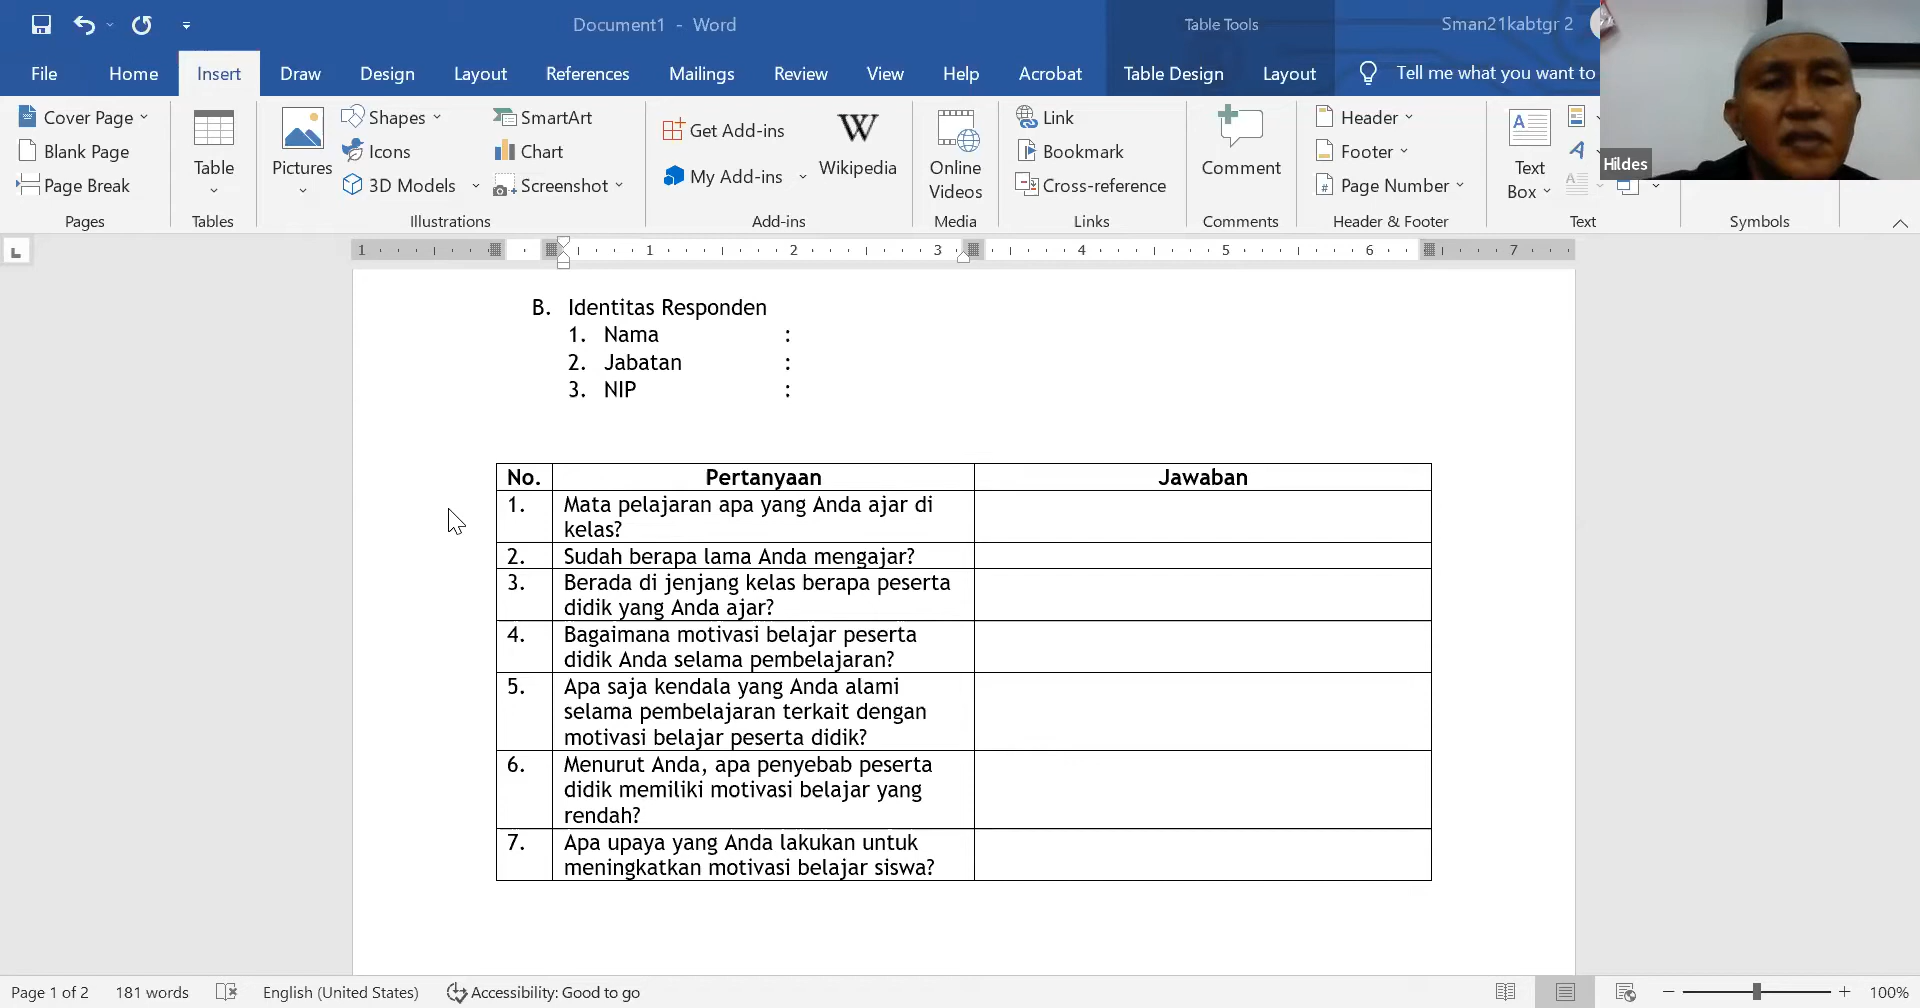 Document1 - Word
Table Tools
Sman21kabtgr 2
File Home Insert Draw Design Layout References Mailings Review View Help Acrobat Table Design Layout Tell me what you want to
Cover Page
Blank Page
Page Break
Pages
Table
Tables
Pictures
Shapes
Icons
3D Models
SmartArt
Chart
Screenshot
Illustrations
Get Add-ins
My Add-ins
Wikipedia
Add-ins
Online
Videos
Media
Link
Bookmark
Cross-reference
Links
Comment
Comments
Header
Footer
Page Number
Header & Footer
Text
Box
Text
Symbols
Hildes
1 1 2 3 4 5 6 7
B. Identitas Responden
1. Nama :
2. Jabatan :
3. NIP :
No. Pertanyaan Jawaban
1. Mata pelajaran apa yang Anda ajar di
kelas?
2. Sudah berapa lama Anda mengajar?
3. Berada di jenjang kelas berapa peserta
didik yang Anda ajar?
4. Bagaimana motivasi belajar peserta
didik Anda selama pembelajaran?
5. Apa saja kendala yang Anda alami
selama pembelajaran terkait dengan
motivasi belajar peserta didik?
6. Menurut Anda, apa penyebab peserta
didik memiliki motivasi belajar yang
rendah?
7. Apa upaya yang Anda lakukan untuk
meningkatkan motivasi belajar siswa?
Page 1 of 2 181 words English (United States) Accessibility: Good to go 100%